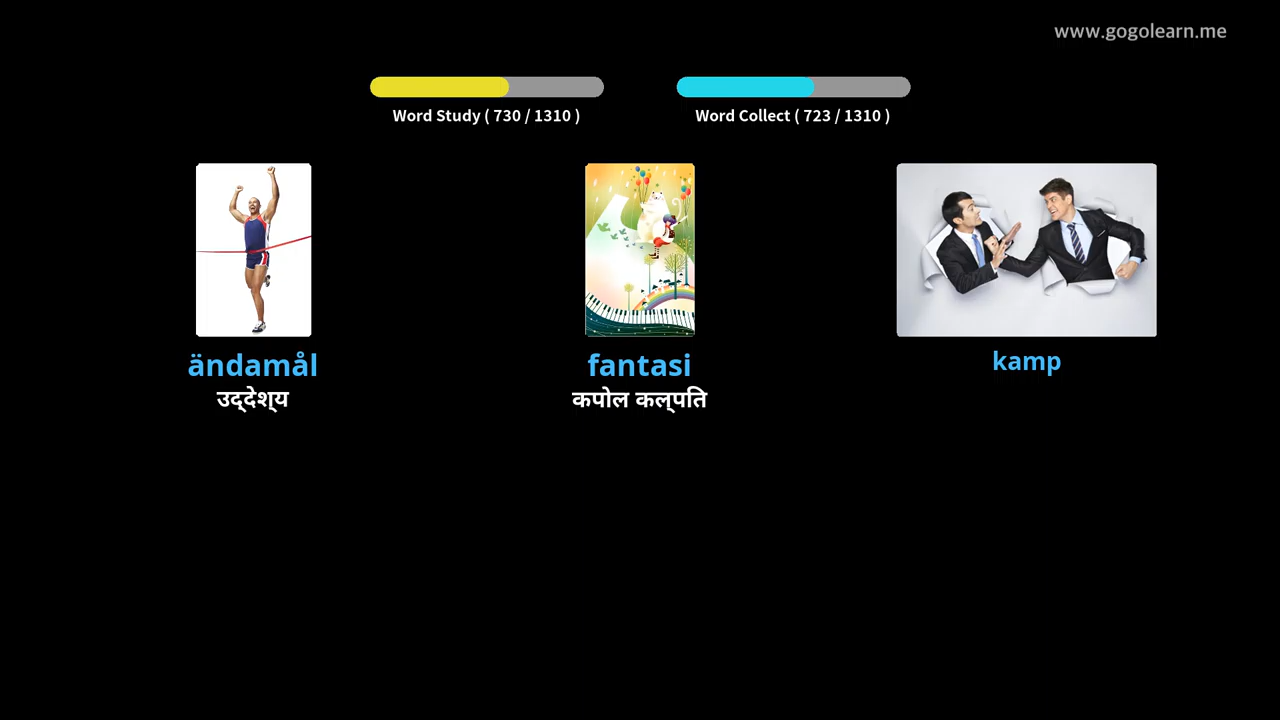 www.gogolearn.me
Word Study ( 730 / 1310 )
Word Collect ( 723 / 1310 )
ändamål
fantasi
kamp
उद्‌देश्य
कपोल कल्पति